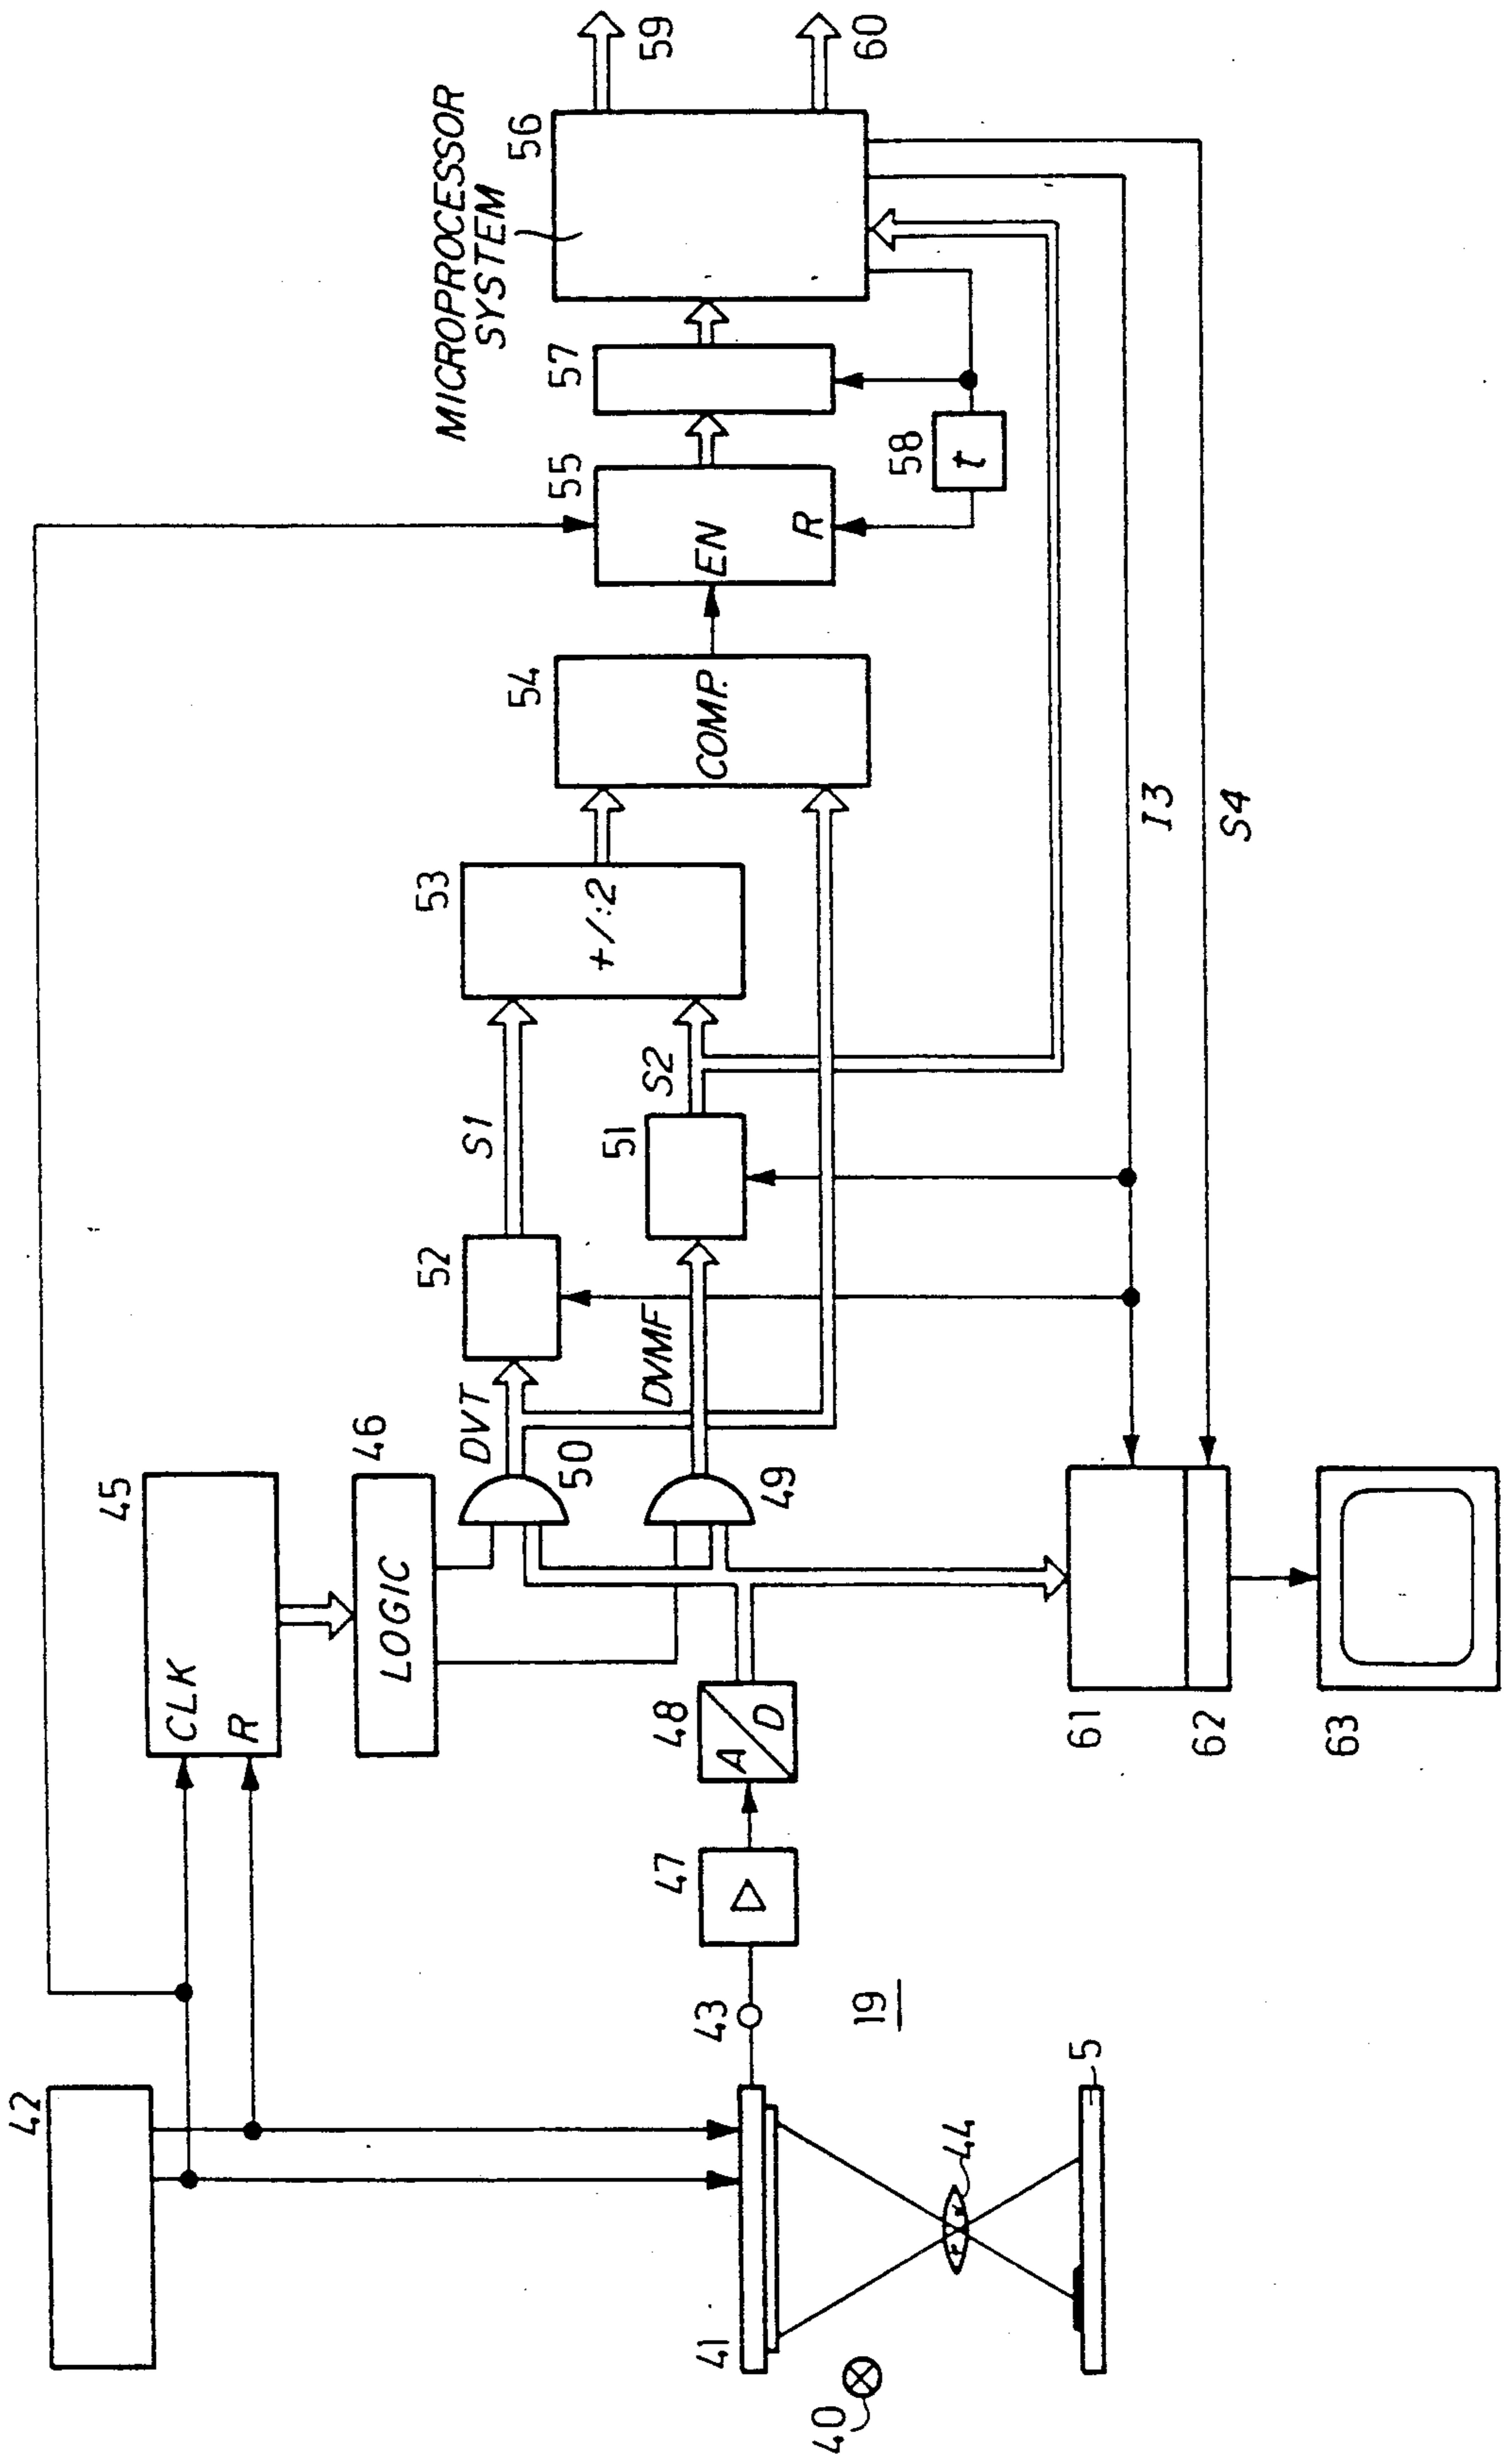 42
45
CLK
R
46
LOGIC
DVT
50
DVMF
49
52
S1
51
S2
53
+/:2
54
COMP.
55
EN
R
57
58
t
MICROPROCESSOR
SYSTEM
56
59
60
I3
S4
41
43
47
48
A
D
19
40
44
5
61
62
63